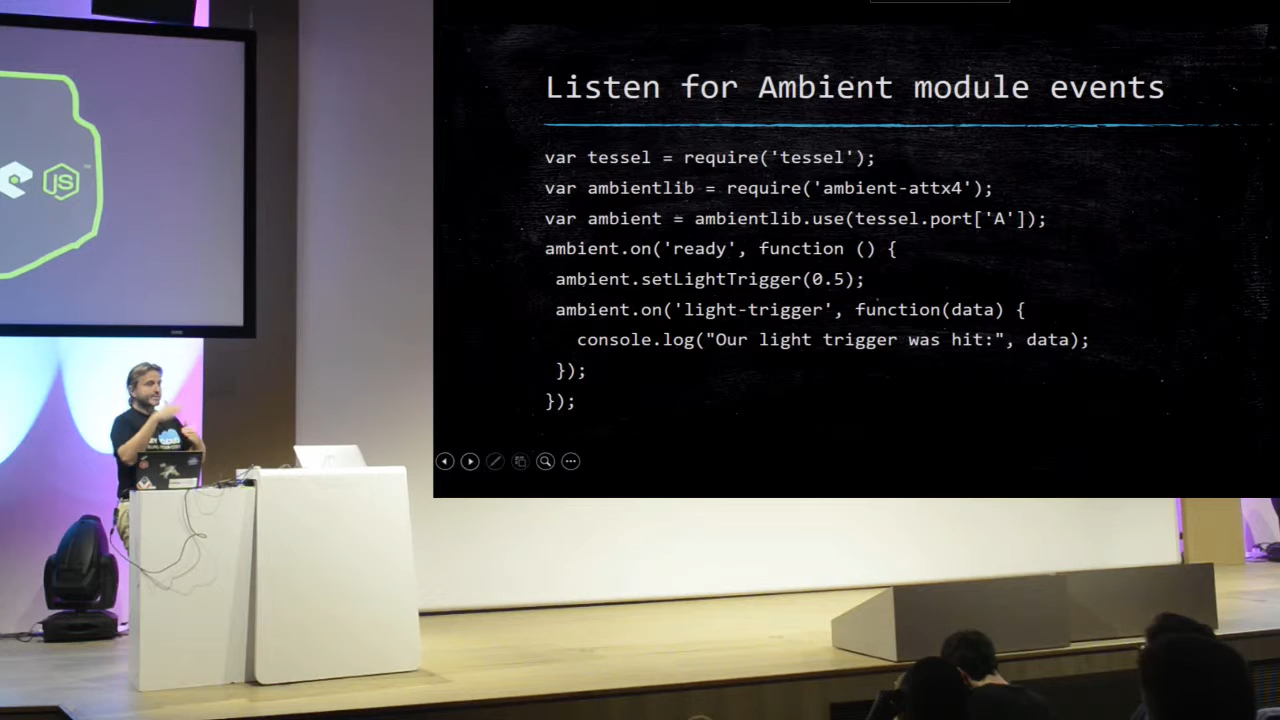 JS
Listen for Ambient module events
var tessel = require('tessel');
var ambientlib = require('ambient-attx4');
var ambient = ambientlib.use(tessel.port['A']);
ambient.on('ready', function () {
ambient.setLightTrigger(0.5);
ambient.on('light-trigger', function(data) {
console.log("Our light trigger was hit:", data);
});
});